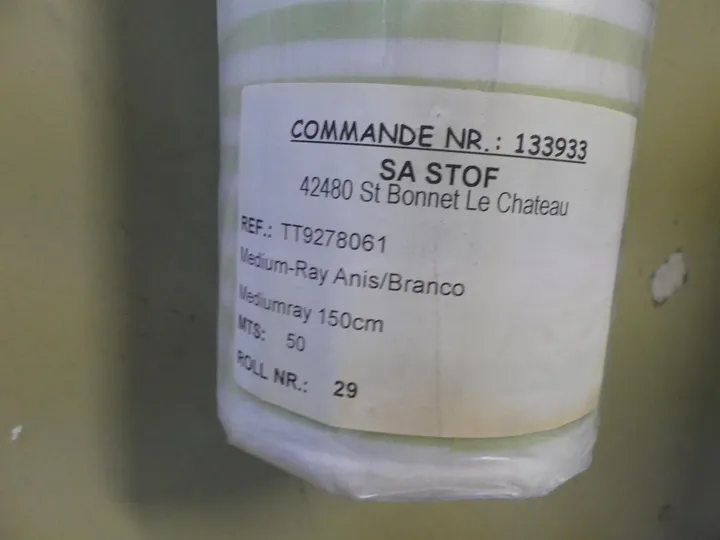 COMMANDE NR.: 133933
SA STOF
42480 St Bonnet Le Chateau
REF.: TT9278061
Medium-Ray Anis/Branco
Mediumray 150cm
MTS: 50
ROLL NR.: 29